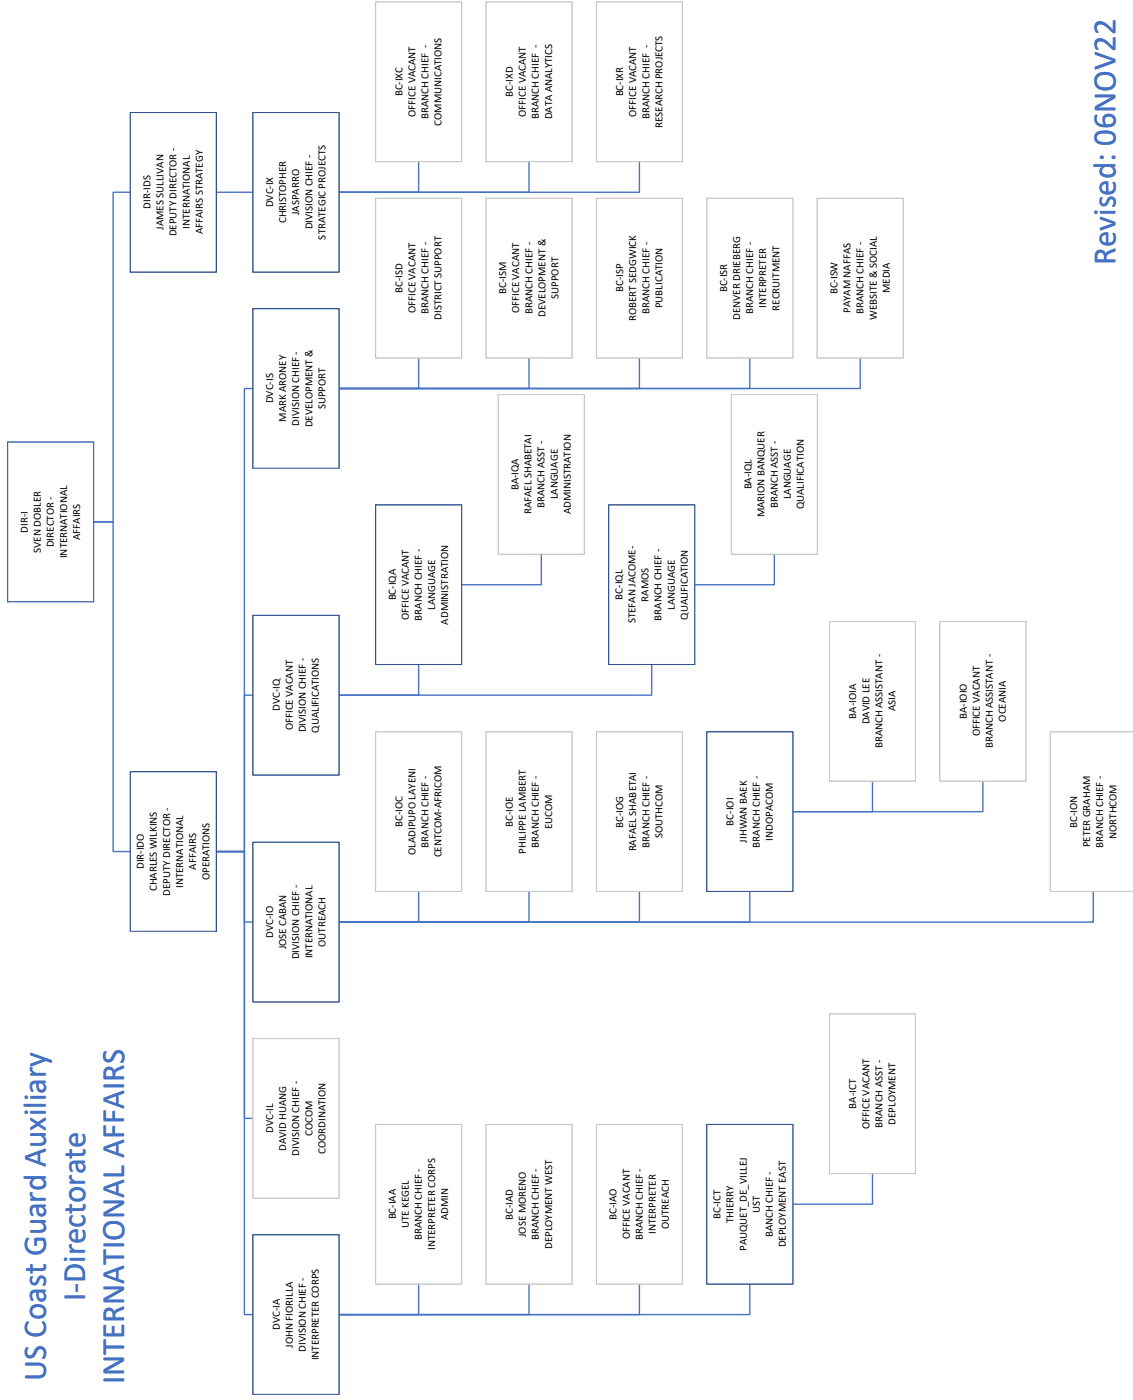 US Coast Guard Auxiliary
I-Directorate
INTERNATIONAL AFFAIRS
DIR-I
SVEN DOBLER
DIRECTOR -
INTERNATIONAL
AFFAIRS
DIR-IDO
CHARLES WILKINS
DEPUTY DIRECTOR -
INTERNATIONAL
AFFAIRS
OPERATIONS
DIR-IDS
JAMES SULLIVAN
DEPUTY DIRECTOR -
INTERNATIONAL
AFFAIRS STRATEGY
DVC-IA
JOHN FIORILLA
DIVISION CHIEF -
INTERPRETER CORPS
DVC-IL
DAVID HUANG
DIVISION CHIEF -
COCOM
COORDINATION
DVC-IO
JOSE CABAN
DIVISION CHIEF -
INTERNATIONAL
OUTREACH
DVC-IQ
OFFICE VACANT
DIVISION CHIEF -
QUALIFICATIONS
DVC-IS
MARK ARONEY
DIVISION CHIEF -
DEVELOPMENT &
SUPPORT
DVC-IX
CHRISTOPHER
JASPARRO
DIVISION CHIEF -
STRATEGIC PROJECTS
BC-IAA
UTE KEGEL
BRANCH CHIEF -
INTERPRETER CORPS
ADMIN
BC-IAD
JOSE MORENO
BRANCH CHIEF -
DEPLOYMENT WEST
BC-IAO
OFFICE VACANT
BRANCH CHIEF -
INTERPRETER
OUTREACH
BC-ICT
THIERRY
PAUQUET_DE_VILLEJ
UST
BANCH CHIEF -
DEPLOYMENT EAST
BA-ICT
OFFICE VACANT
BRANCH ASST -
DEPLOYMENT
BC-IOC
OLADIPUPO LAYENI
BRANCH CHIEF -
CENTCOM-AFRICOM
BC-IOE
PHILIPPE LAMBERT
BRANCH CHIEF -
EUCOM
BC-IOG
RAFAEL SHABETAI
BRANCH CHIEF -
SOUTHCOM
BC-IOI
JIHWAN BAEK
BRANCH CHIEF -
INDOPACOM
BA-IOIA
DAVID LEE
BRANCH ASSISTANT -
ASIA
BA-IOIO
OFFICE VACANT
BRANCH ASSISTANT -
OCEANIA
BC-ION
PETER GRAHAM
BRANCH CHIEF -
NORTHCOM
BC-IQA
OFFICE VACANT
BRANCH CHIEF -
LANGUAGE
ADMINISTRATION
BA-IQA
RAFAEL SHABETAI
BRANCH ASST -
LANGUAGE
ADMINISTRATION
BC-IQL
STEFAN JACOME-
RAMOS
BRANCH CHIEF -
LANGUAGE
QUALIFICATION
BA-IQL
MARION BANQUER
BRANCH ASST -
LANGUAGE
QUALIFICATION
BC-ISD
OFFICE VACANT
BRANCH CHIEF -
DISTRICT SUPPORT
BC-ISM
OFFICE VACANT
BRANCH CHIEF -
DEVELOPMENT &
SUPPORT
BC-ISP
ROBERT SEDGWICK
BRANCH CHIEF -
PUBLICATION
BC-ISR
DENVER DRIEBERG
BRANCH CHIEF -
INTERPRETER
RECRUITMENT
BC-ISW
PAYAM NAFFAS
BRANCH CHIEF -
WEBSITE & SOCIAL
MEDIA
BC-IXC
OFFICE VACANT
BRANCH CHIEF -
COMMUNICATIONS
BC-IXD
OFFICE VACANT
BRANCH CHIEF -
DATA ANALYTICS
BC-IXR
OFFICE VACANT
BRANCH CHIEF -
RESEARCH PROJECTS
Revised: 06NOV22